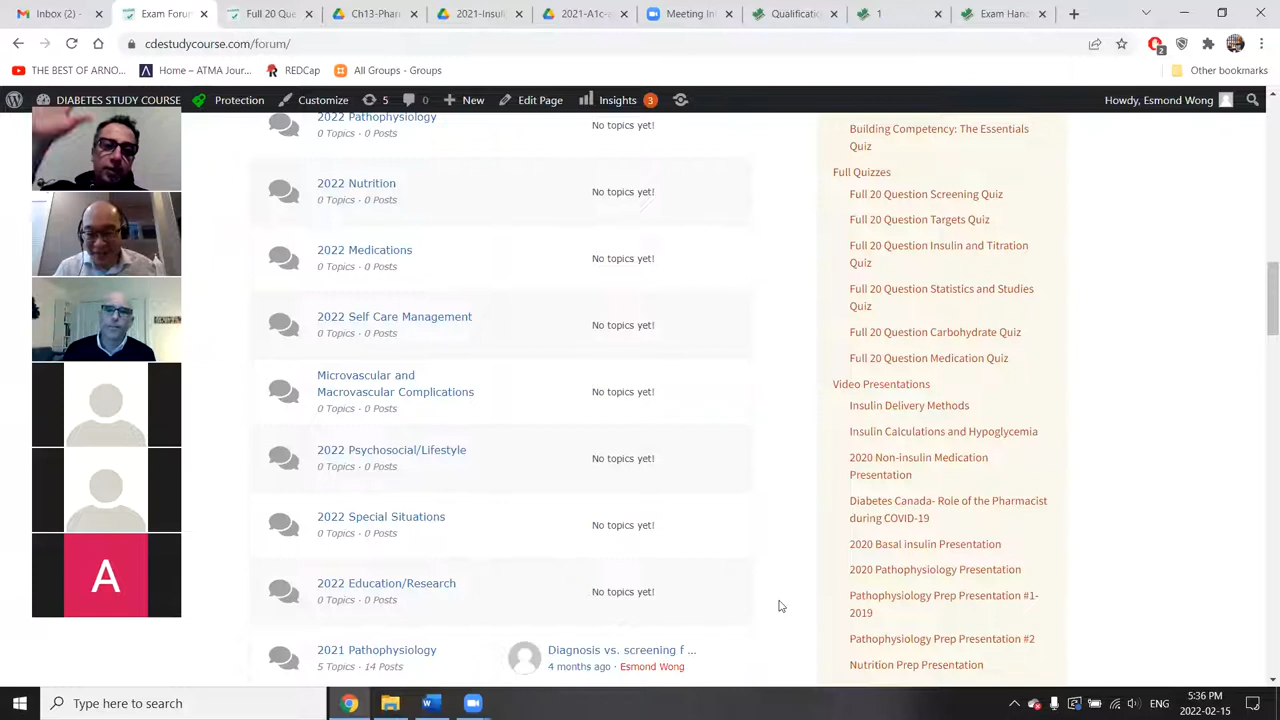 Inbox (72)
Exam Prepa
Full 20 Que
Ch13-Phar
2021-Insul
2021-A1c-
Meeting In
Qualificati
1
Exam Hanc
cdestudycourse.com/forum/
2
THE BEST OF ARNO...
Home – ATMA Jour...
REDCap
All Groups - Groups
Other bookmarks
DIABETES STUDY COURSE
Protection
Customize
5
0
New
Edit Page
Insights
3
Howdy, Esmond Wong
2022 Pathophysiology
0 Topics · 0 Posts
No topics yet!
2022 Nutrition
0 Topics · 0 Posts
No topics yet!
2022 Medications
0 Topics · 0 Posts
No topics yet!
2022 Self Care Management
0 Topics · 0 Posts
No topics yet!
Microvascular and
Macrovascular Complications
0 Topics · 0 Posts
No topics yet!
2022 Psychosocial/Lifestyle
0 Topics · 0 Posts
No topics yet!
2022 Special Situations
0 Topics · 0 Posts
No topics yet!
2022 Education/Research
0 Topics · 0 Posts
No topics yet!
2021 Pathophysiology
5 Topics · 14 Posts
Diagnosis vs. screening f ...
4 months ago · Esmond Wong
Building Competency: The Essentials
Quiz
Full Quizzes
Full 20 Question Screening Quiz
Full 20 Question Targets Quiz
Full 20 Question Insulin and Titration
Quiz
Full 20 Question Statistics and Studies
Quiz
Full 20 Question Carbohydrate Quiz
Full 20 Question Medication Quiz
Video Presentations
Insulin Delivery Methods
Insulin Calculations and Hypoglycemia
2020 Non-insulin Medication
Presentation
Diabetes Canada- Role of the Pharmacist
during COVID-19
2020 Basal insulin Presentation
2020 Pathophysiology Presentation
Pathophysiology Prep Presentation #1-
2019
Pathophysiology Prep Presentation #2
Nutrition Prep Presentation
A
Type here to search
ENG
5:36 PM
2022-02-15